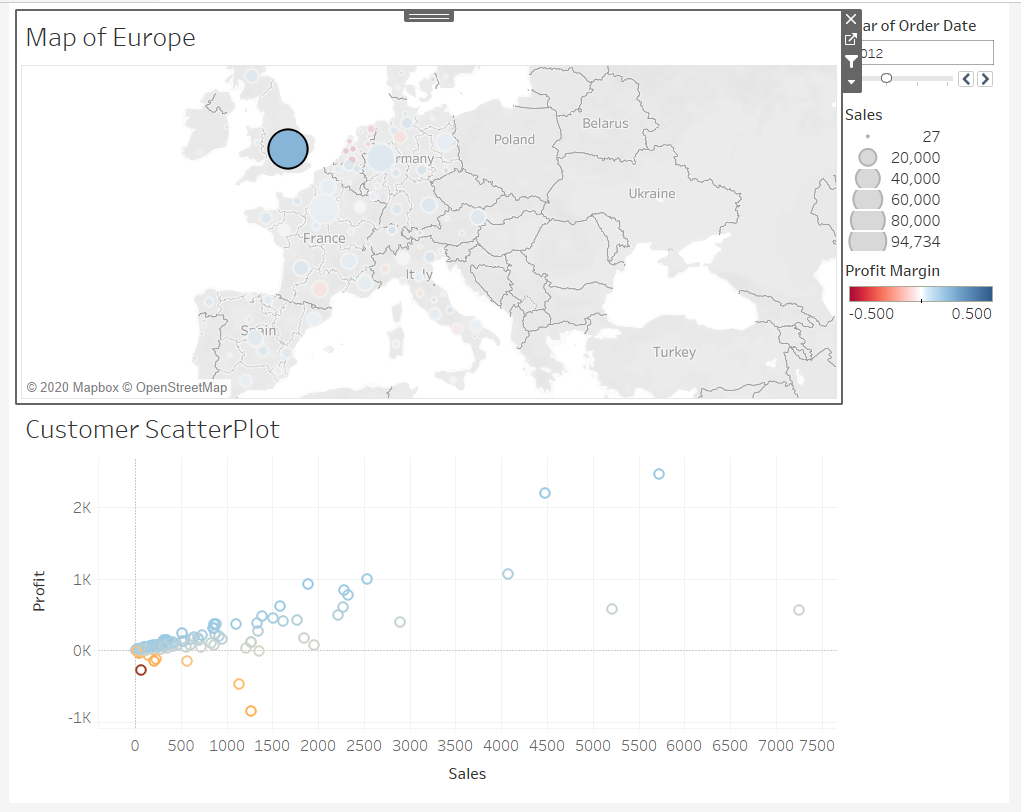 Map of Europe
ar of Order Date
012
Sales
27
20,000
40,000
60,000
80,000
94,734
Profit Margin
-0.500 0.500
Belarus
Poland
rmany
Ukraine
France
It ly
Spain
Turkey
© 2020 Mapbox © OpenStreetMap
Customer ScatterPlot
2K
1K
Profit
0K
-1K
0 500 1000 1500 2000 2500 3000 3500 4000 4500 5000 5500 6000 6500 7000 7500
Sales